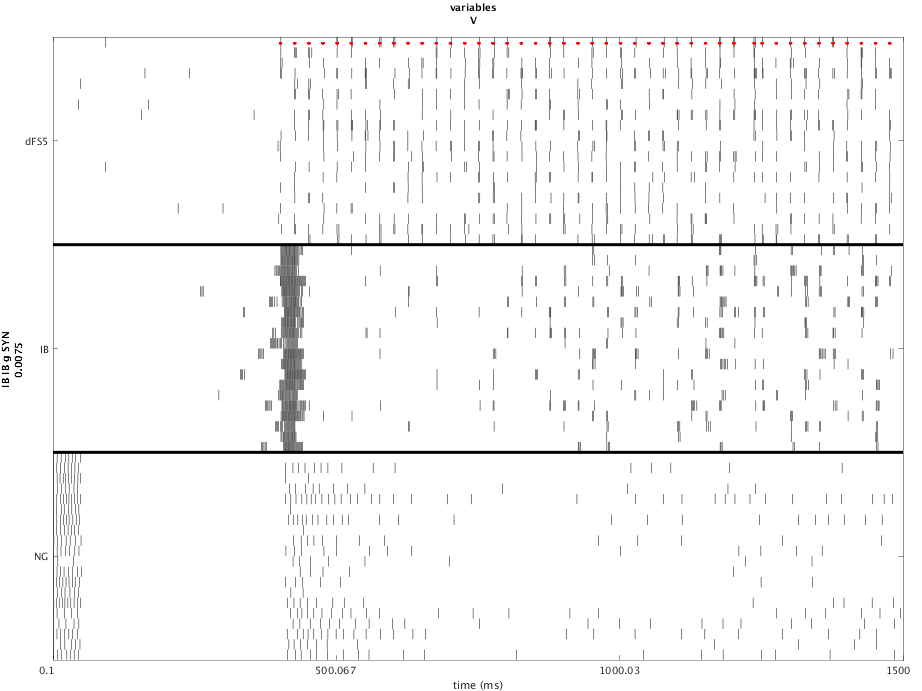 variables
V
dFS5
IB
NG
IB IB g SYN
0.0075
0.1
500.067
1000.03
1500
time (ms)